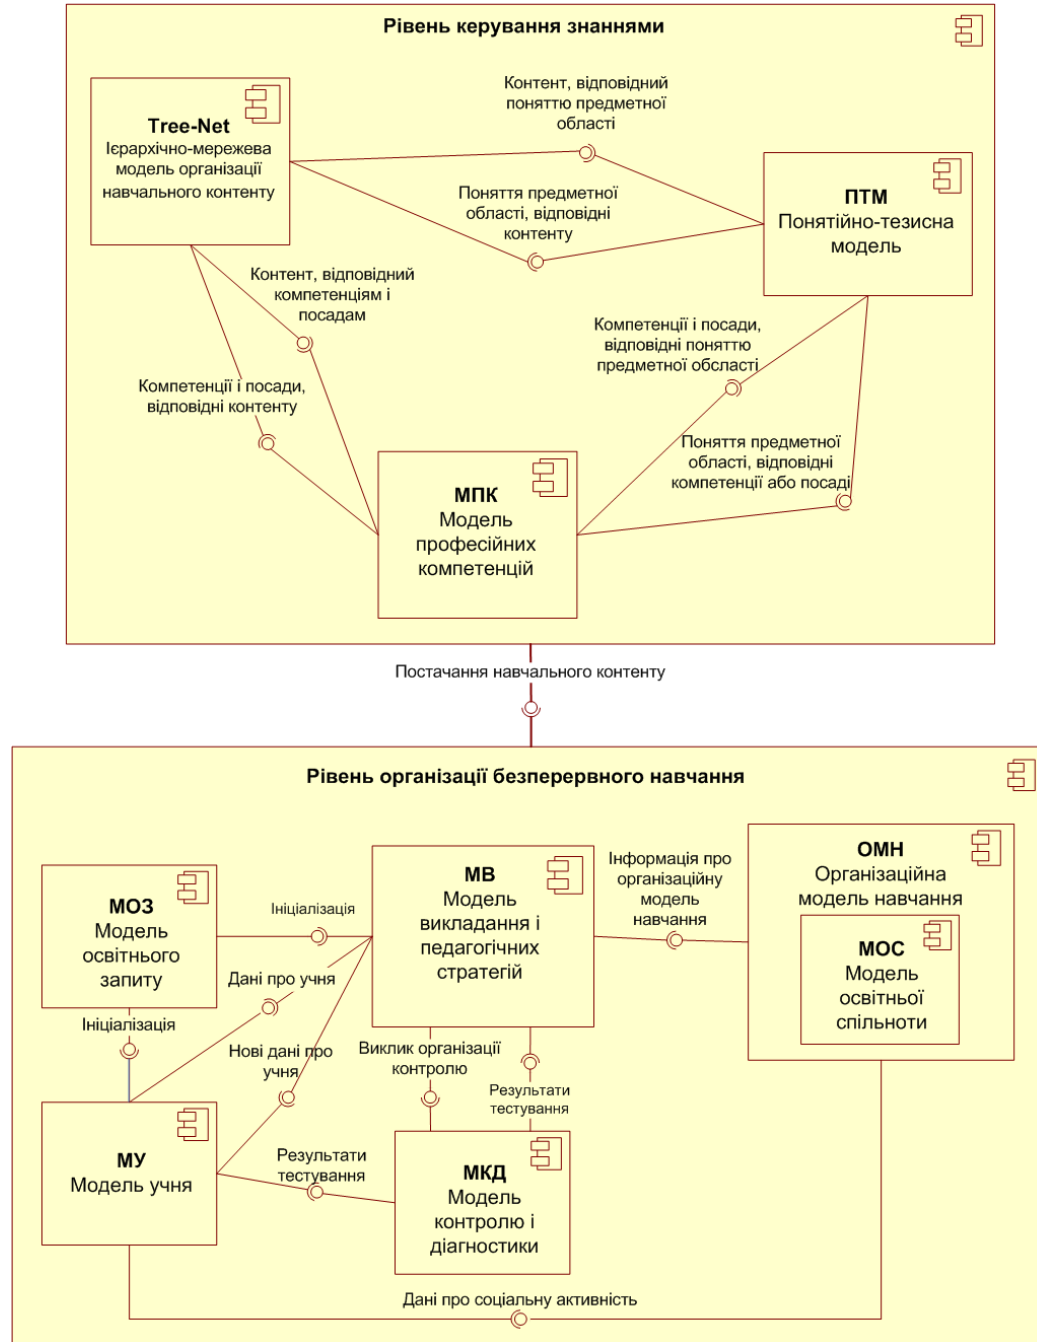 Рівень керування знаннями
Tree-Net
Ієрархічно-мережева
модель організації
навчального контенту
Контент, відповідний
поняттю предметної
області
Поняття предметної
області, відповідні
контенту
ПТМ
Понятійно-тезисна
модель
Контент, відповідний
компетенціям і
посадам
Компетенції і посади,
відповідні контенту
Компетенції і посади,
відповідні поняттю
предметної обсласті
Поняття предметної
області, відповідні
компетенції або посаді
МПК
Модель
професійних
компетенцій
Постачання навчального контенту
Рівень організації безперервного навчання
МОЗ
Модель
освітнього
запиту
Ініціалізація
МВ
Модель
викладання і
педагогічних
стратегій
Інформація про
організаційну
модель
навчання
ОМН
Організаційна
модель навчання
МОС
Модель
освітньої
спільноти
Дані про учня
Ініціалізація
Нові дані про
учня
Виклик організації
контролю
Результати
тестування
МУ
Модель учня
Результати
тестування
МКД
Модель
контролю і
діагностики
Дані про соціальну активність